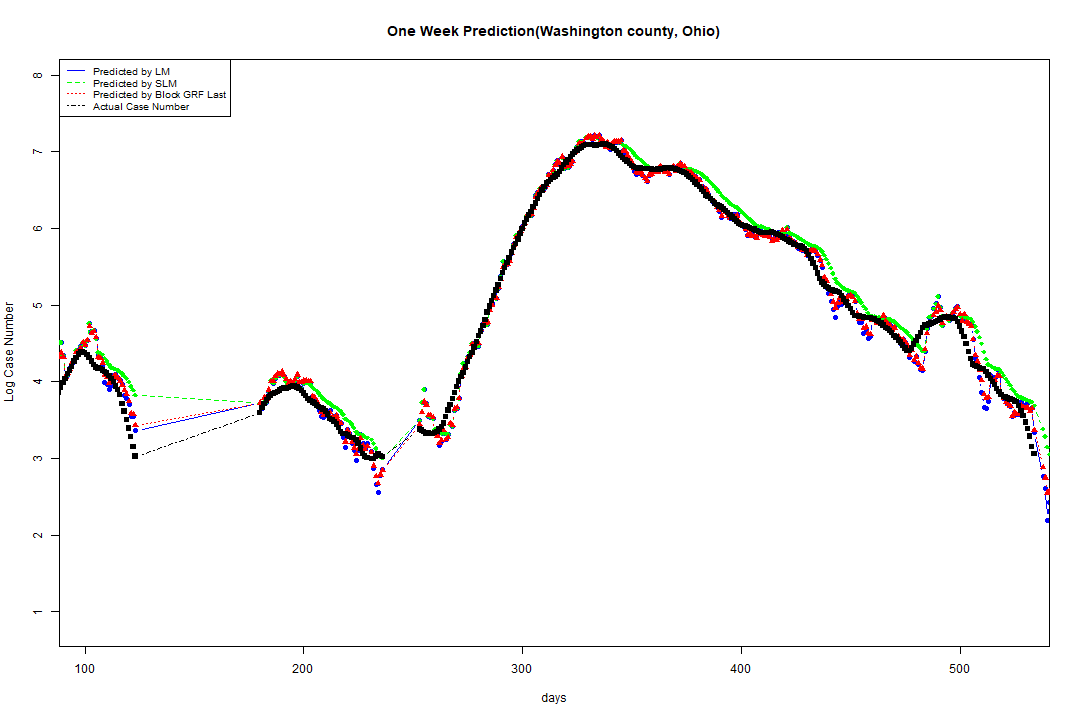 One Week Prediction(Washington county, Ohio)
Predicted by LM
Predicted by SLM
Predicted by Block GRF Last
Actual Case Number
8
7
6
5
4
3
2
1
Log Case Number
100 200 300 400 500
days